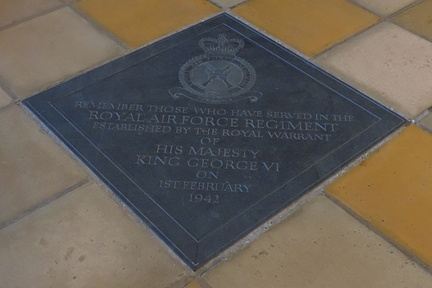 REMEMBER THOSE WHO HAVE SERVED IN THE
ROYAL AIR FORCE REGIMENT
ESTABLISHED BY THE ROYAL WARRANT
OF
HIS MAJESTY
KING GEORGE VI
ON
1ST FEBRUARY
1942